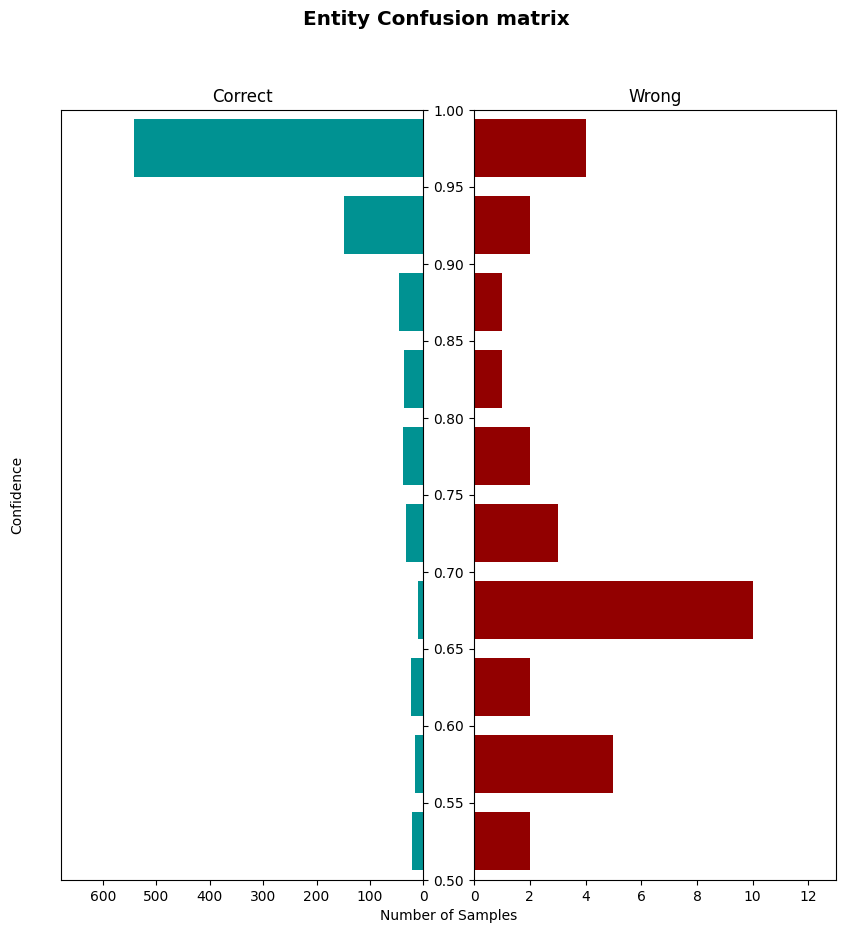 Entity Confusion matrix
Correct
Wrong
1.00
0.95
0.90
0.85
0.80
0.75
0.70
0.65
0.60
0.55
0.50
Confidence
600 500 400 300 200 100 0
0 2 4 6 8 10 12
Number of Samples